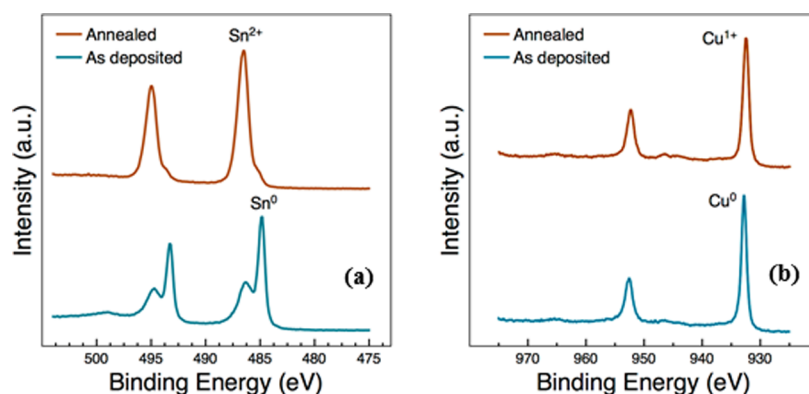 Annealed
As deposited
Sn²⁺
Sn⁰
(a)
Intensity (a.u.)
500 495 490 485 480 475
Binding Energy (eV)
Annealed
As deposited
Cu¹⁺
Cu⁰
(b)
Intensity (a.u.)
970 960 950 940 930
Binding Energy (eV)